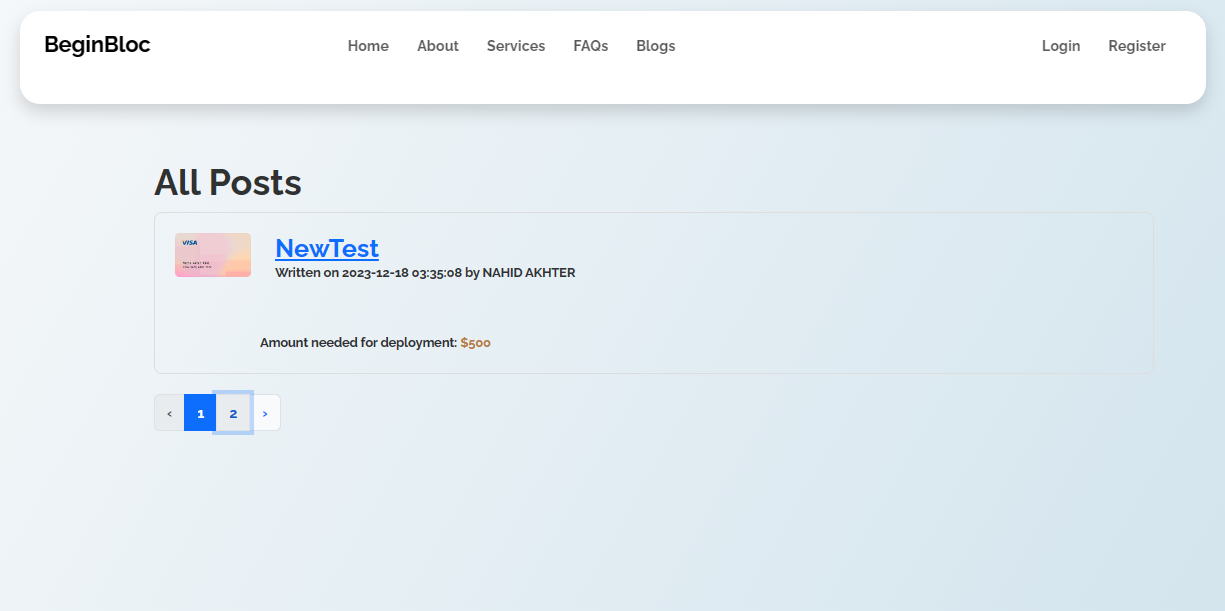 BeginBloc
Home About Services FAQs Blogs
Login Register
All Posts
VISA
NewTest
Written on 2023-12-18 03:35:08 by NAHID AKHTER
Amount needed for deployment: $500
‹ 1 2 ›